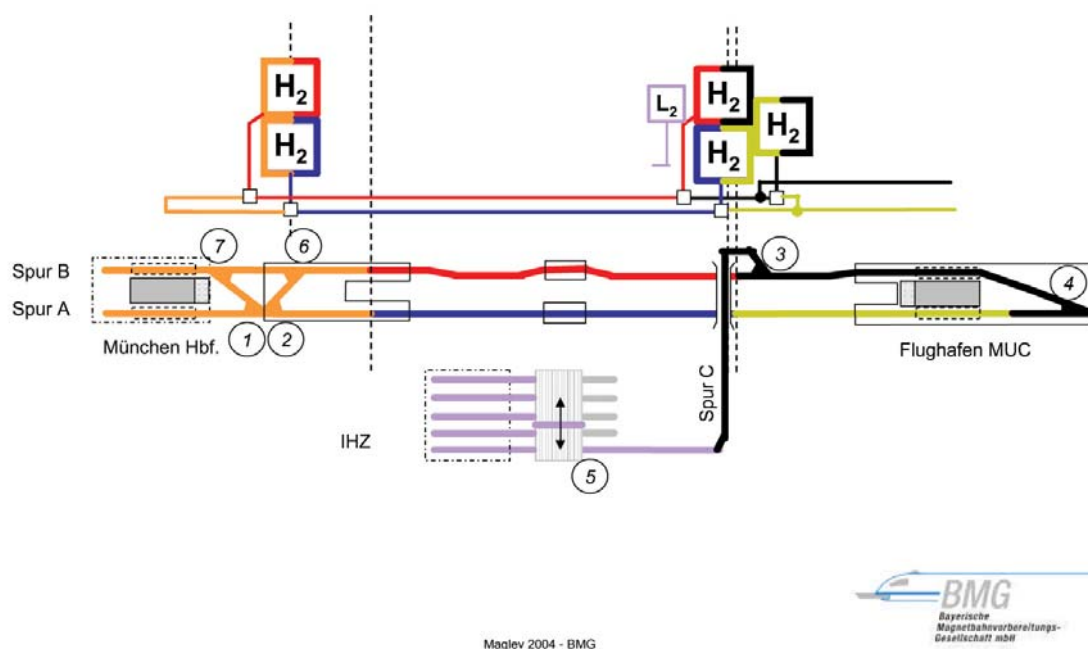 H2
H2
L2
H2
H2
H2
7
6
3
4
Spur B
Spur A
1
2
München Hbf.
Flughafen MUC
Spur C
IHZ
5
BMG
Bayerische
Magnetbahnvorbereitungs-
Gesellschaft mbH
Maglev 2004 - BMG